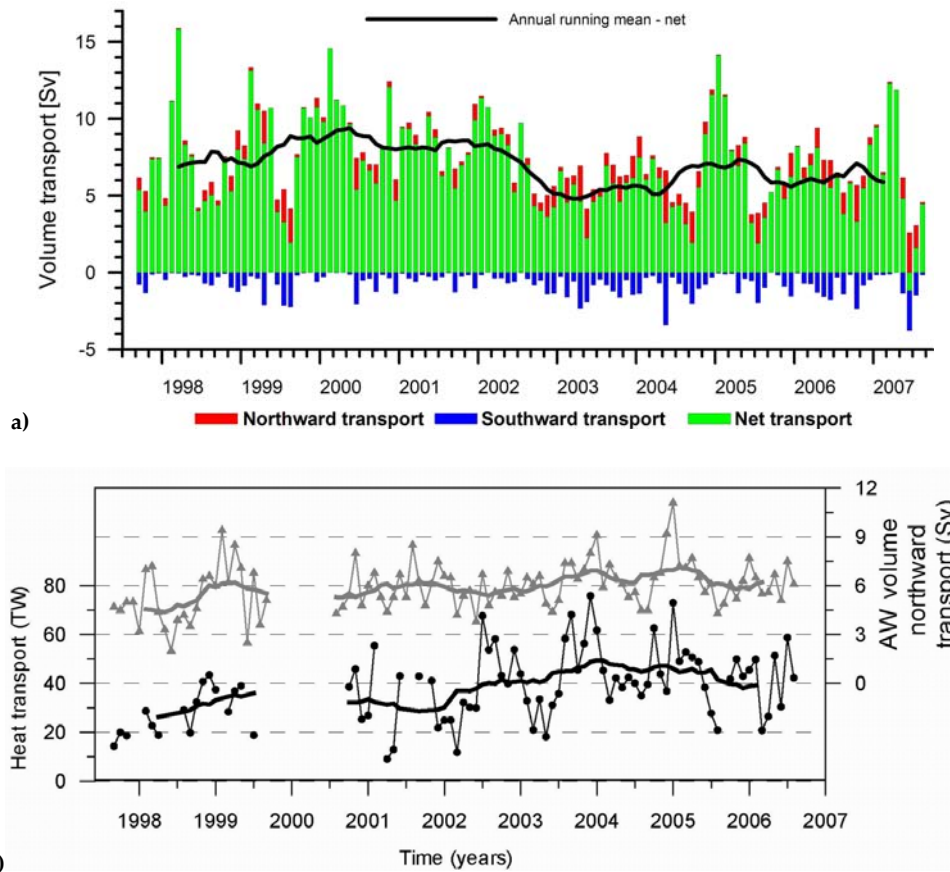 Annual running mean - net
Volume transport [Sv]
15
10
5
0
-5
1998 1999 2000 2001 2002 2003 2004 2005 2006 2007
a)
Northward transport Southward transport Net transport
Heat transport (TW)
80
60
40
20
0
12
9
6
3
0
AW volume
northward
transport (Sv)
1998 1999 2000 2001 2002 2003 2004 2005 2006 2007
Time (years)
)